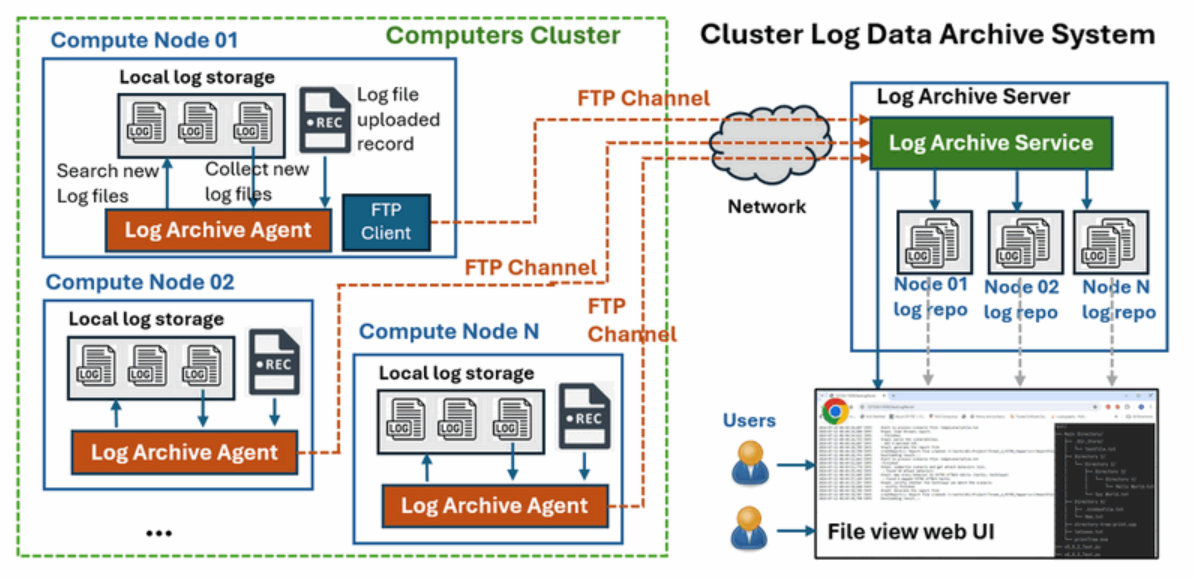 Computers Cluster
Cluster Log Data Archive System
Compute Node 01
Local log storage
LOG
LOG
LOG
REC
Log file
uploaded
record
Search new
Log files
Collect new
log files
Log Archive Agent
FTP
Client
FTP Channel
Network
Log Archive Server
Log Archive Service
LOG
LOG
LOG
Node 01
log repo
Node 02
log repo
Node N
log repo
Compute Node 02
Local log storage
LOG
LOG
LOG
REC
Log Archive Agent
FTP Channel
FTP
Channel
Compute Node N
Local log storage
LOG
LOG
LOG
REC
Log Archive Agent
...
Users
File view web UI